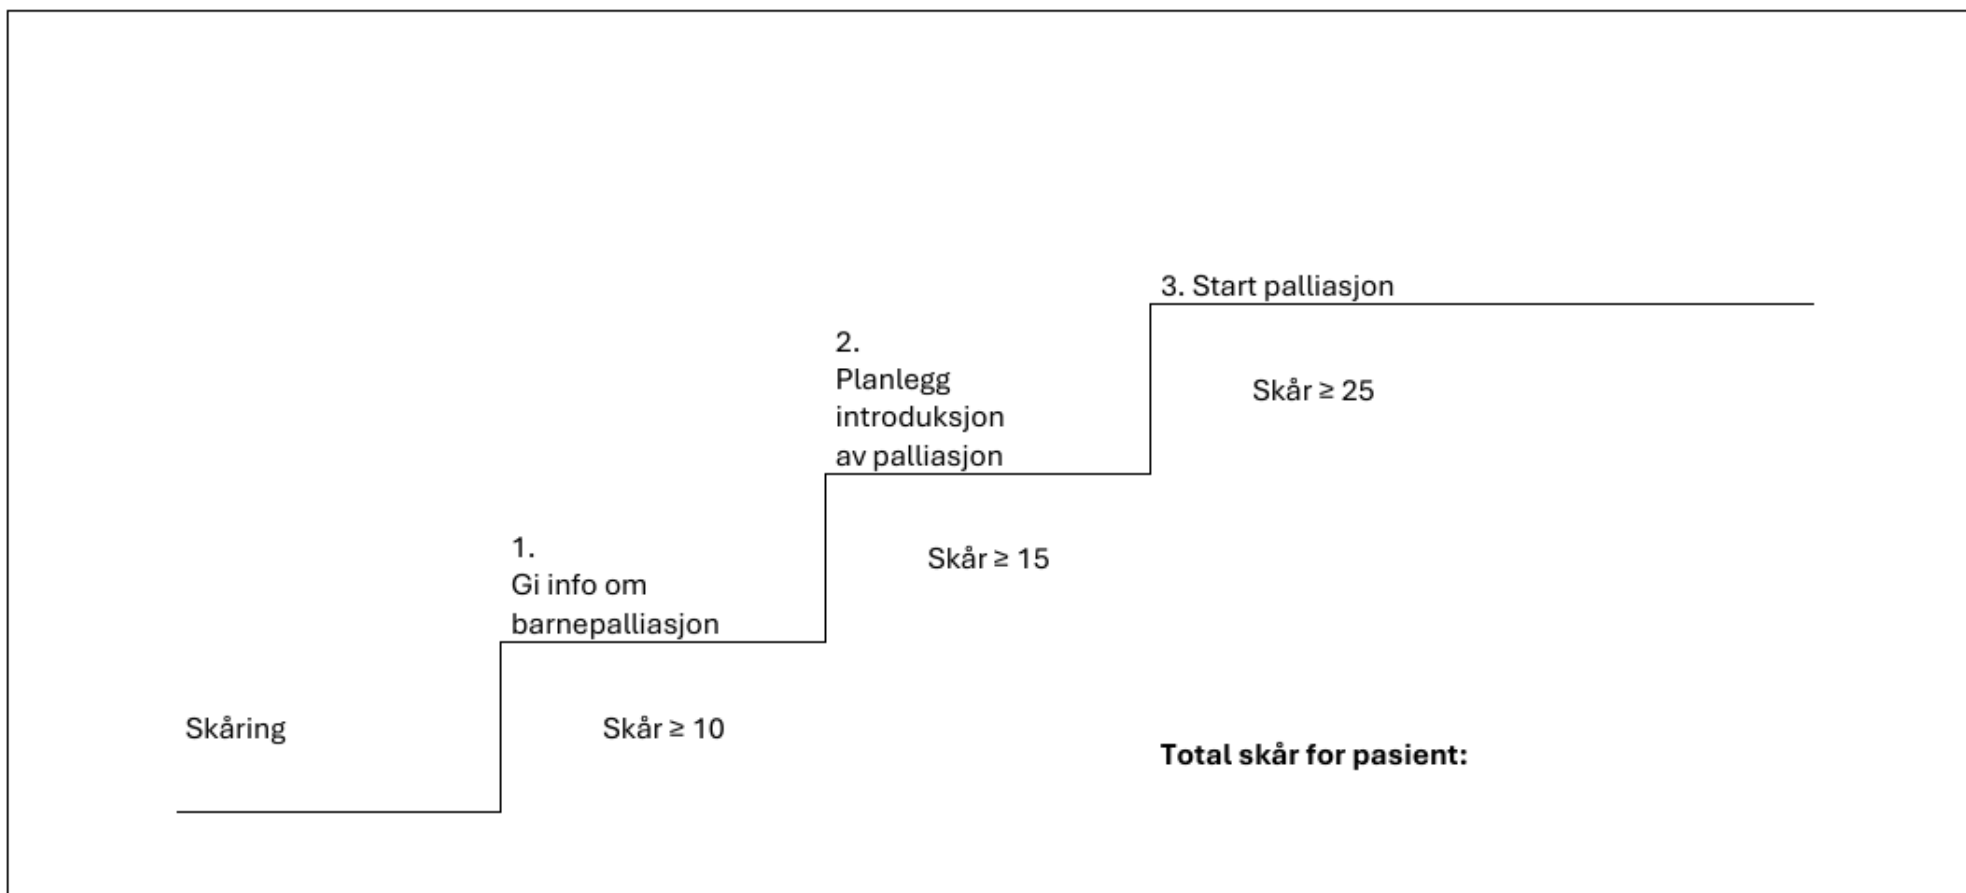 3. Start palliasjon
2.
Planlegg
introduksjon
av palliasjon
Skår ≥ 25
1.
Gi info om
barnepalliasjon
Skår ≥ 15
Skåring
Skår ≥ 10
Total skår for pasient: